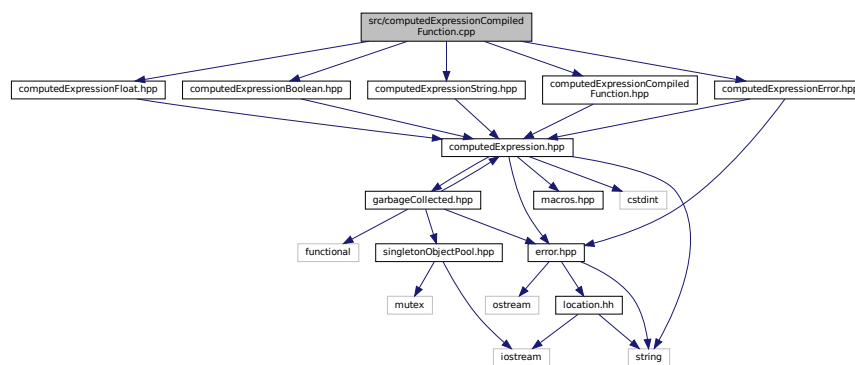 src/computedExpressionCompiled
Function.cpp
computedExpressionFloat.hpp
computedExpressionBoolean.hpp
computedExpressionString.hpp
computedExpressionCompiled
Function.hpp
computedExpressionError.hpp
computedExpression.hpp
garbageCollected.hpp
macros.hpp
cstdint
functional
singletonObjectPool.hpp
error.hpp
mutex
ostream
location.hh
iostream
string